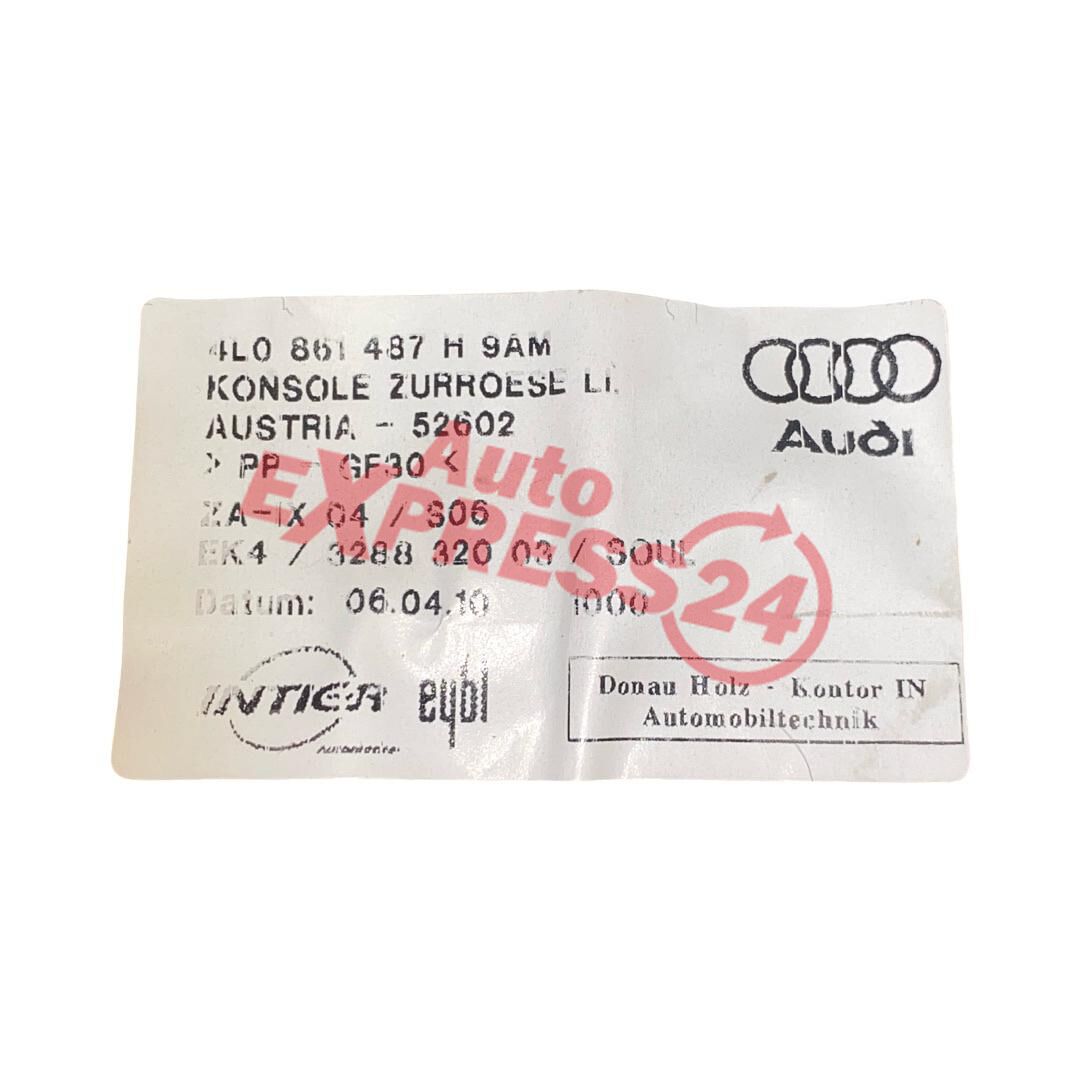 4L0 861 487 H 9AM
KONSOLE ZURROESE LI.
AUSTRIA - 52602
> PP - GF30 <
ZA-IX 04 / S06
EK4 / 3288 320 03 / SOUL
Datum: 06.04.10 1000
Audi
INTIER
Automotive
eybl
Donau Holz - Kontor IN
Automobiltechnik
Auto
EXPRESS24